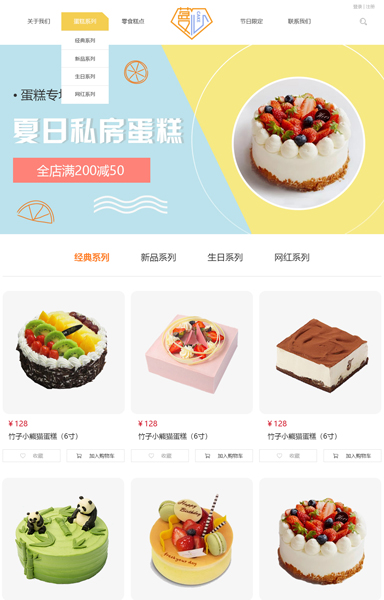 登录 | 注册
关于我们 蛋糕系列 零食糕点 节日限定 联系我们
经典系列
新品系列
生日系列
网红系列
• 蛋糕专
夏日私房蛋糕
全店满200减50
经典系列 新品系列 生日系列 网红系列
¥ 128 ¥ 128 ¥ 128
竹子小熊猫蛋糕（6寸） 竹子小熊猫蛋糕（6寸） 竹子小熊猫蛋糕（6寸）
收藏 加入购物车 收藏 加入购物车 收藏 加入购物车
Happy
Birthday